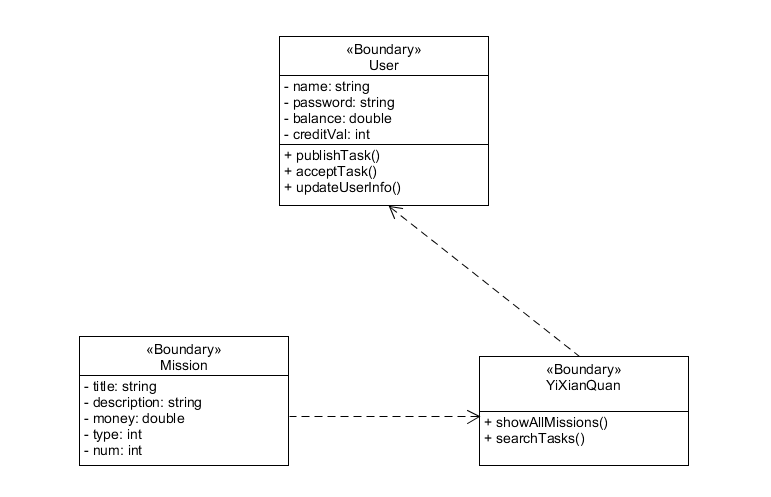 «Boundary»
User
- name: string
- password: string
- balance: double
- creditVal: int
+ publishTask()
+ acceptTask()
+ updateUserInfo()
«Boundary»
Mission
- title: string
- description: string
- money: double
- type: int
- num: int
«Boundary»
YiXianQuan
+ showAllMissions()
+ searchTasks()